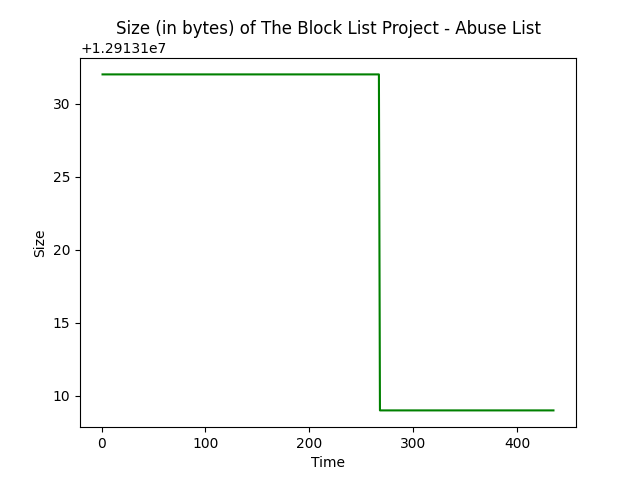 Size (in bytes) of The Block List Project - Abuse List
+1.29131e7
30
25
20
15
10
Size
0 100 200 300 400
Time